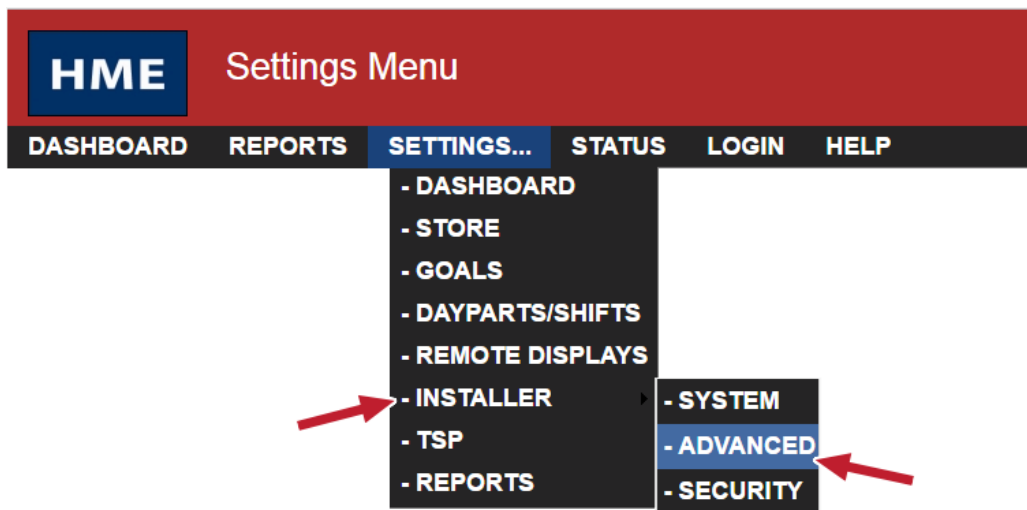 HME
Settings Menu
DASHBOARD REPORTS SETTINGS... STATUS LOGIN HELP
- DASHBOARD
- STORE
- GOALS
- DAYPARTS/SHIFTS
- REMOTE DISPLAYS
- INSTALLER
- TSP
- REPORTS
- SYSTEM
- ADVANCED
- SECURITY